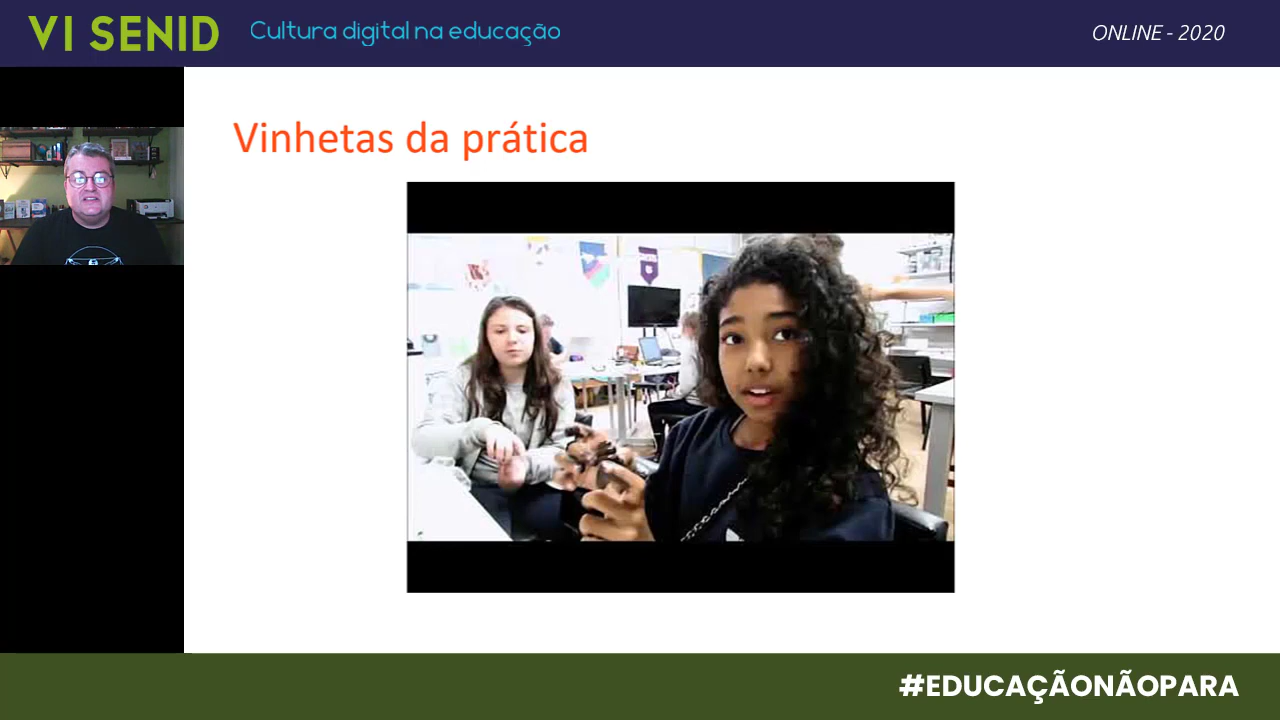 VI SENID
Cultura digital na educação
ONLINE - 2020
Vinhetas da prática
#EDUCAÇÃONÃOPARA